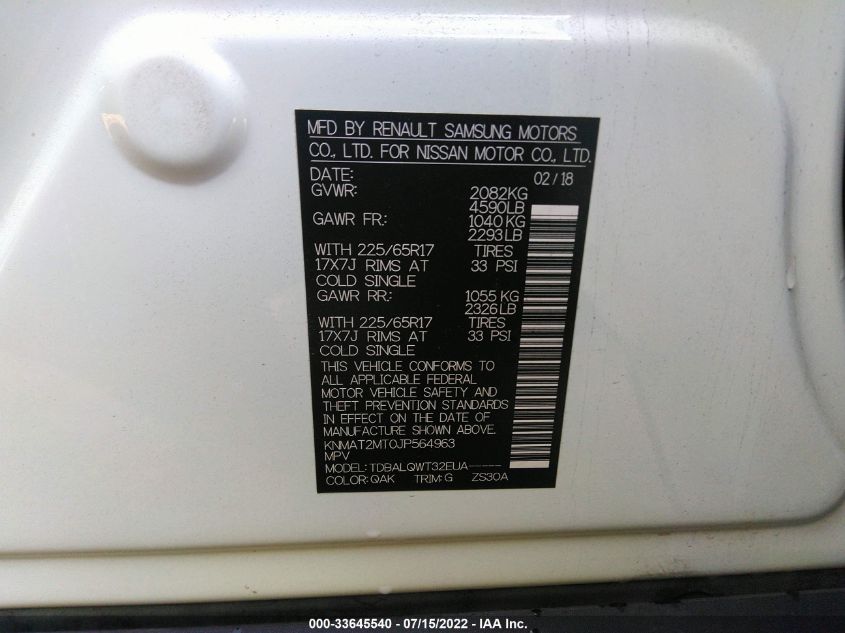 MFD BY RENAULT SAMSUNG MOTORS
CO., LTD. FOR NISSAN MOTOR CO., LTD.
DATE: 02/18
GVWR: 2082KG
4590LB
GAWR FR.: 1040 KG
2293 LB
WITH 225/65R17 TIRES
17X7J RIMS AT 33 PSI
COLD SINGLE
GAWR RR.: 1055 KG
2326 LB
WITH 225/65R17 TIRES
17X7J RIMS AT 33 PSI
COLD SINGLE
THIS VEHICLE CONFORMS TO
ALL APPLICABLE FEDERAL
MOTOR VEHICLE SAFETY AND
THEFT PREVENTION STANDARDS
IN EFFECT ON THE DATE OF
MANUFACTURE SHOWN ABOVE.
KNMAT2MT0JP564963
MPV
MODEL: TDBALQWT32EUA-----
COLOR: QAK TRIM: G ZS30A
000-33645540 - 07/15/2022 - IAA Inc.